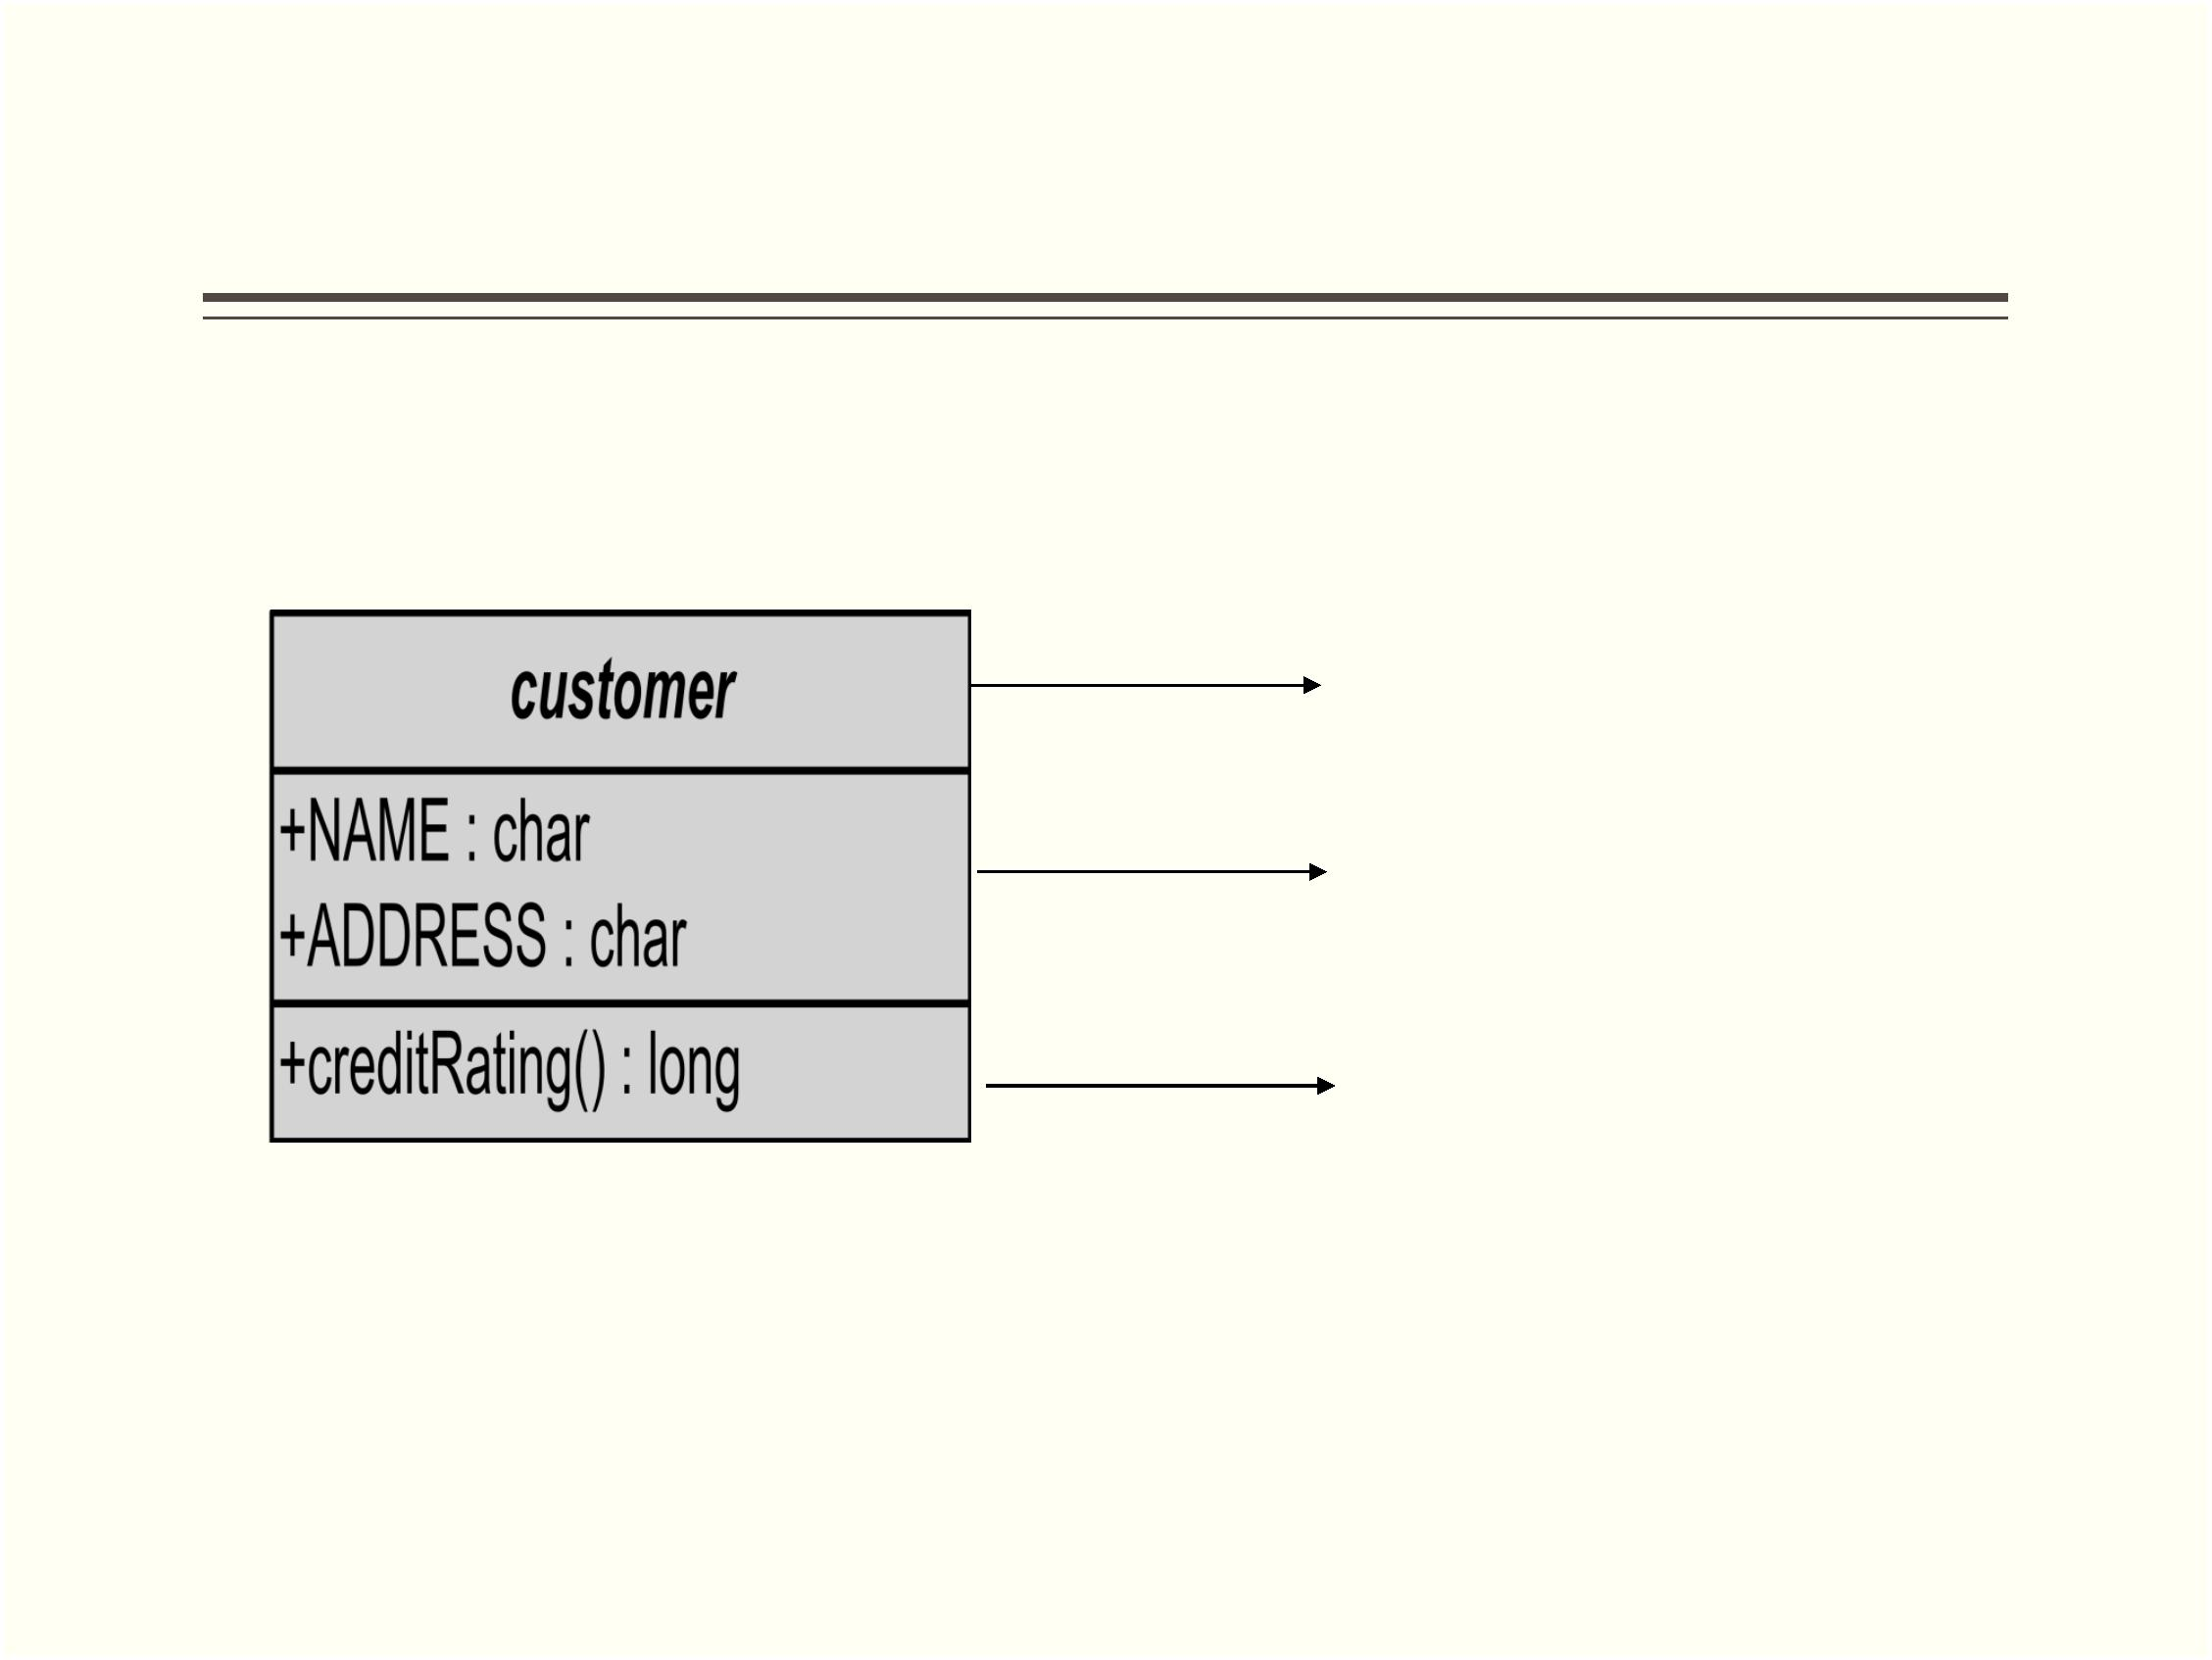 customer
+NAME : char
+ADDRESS : char
+creditRating() : long